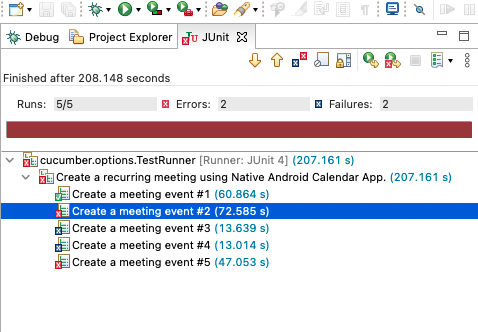 Debug Project Explorer JUnit
Finished after 208.148 seconds
Runs: 5/5 Errors: 2 Failures: 2
cucumber.options.TestRunner [Runner: JUnit 4] (207.161 s)
Create a recurring meeting using Native Android Calendar App. (207.161 s)
Create a meeting event #1 (60.864 s)
Create a meeting event #2 (72.585 s)
Create a meeting event #3 (13.639 s)
Create a meeting event #4 (13.014 s)
Create a meeting event #5 (47.053 s)